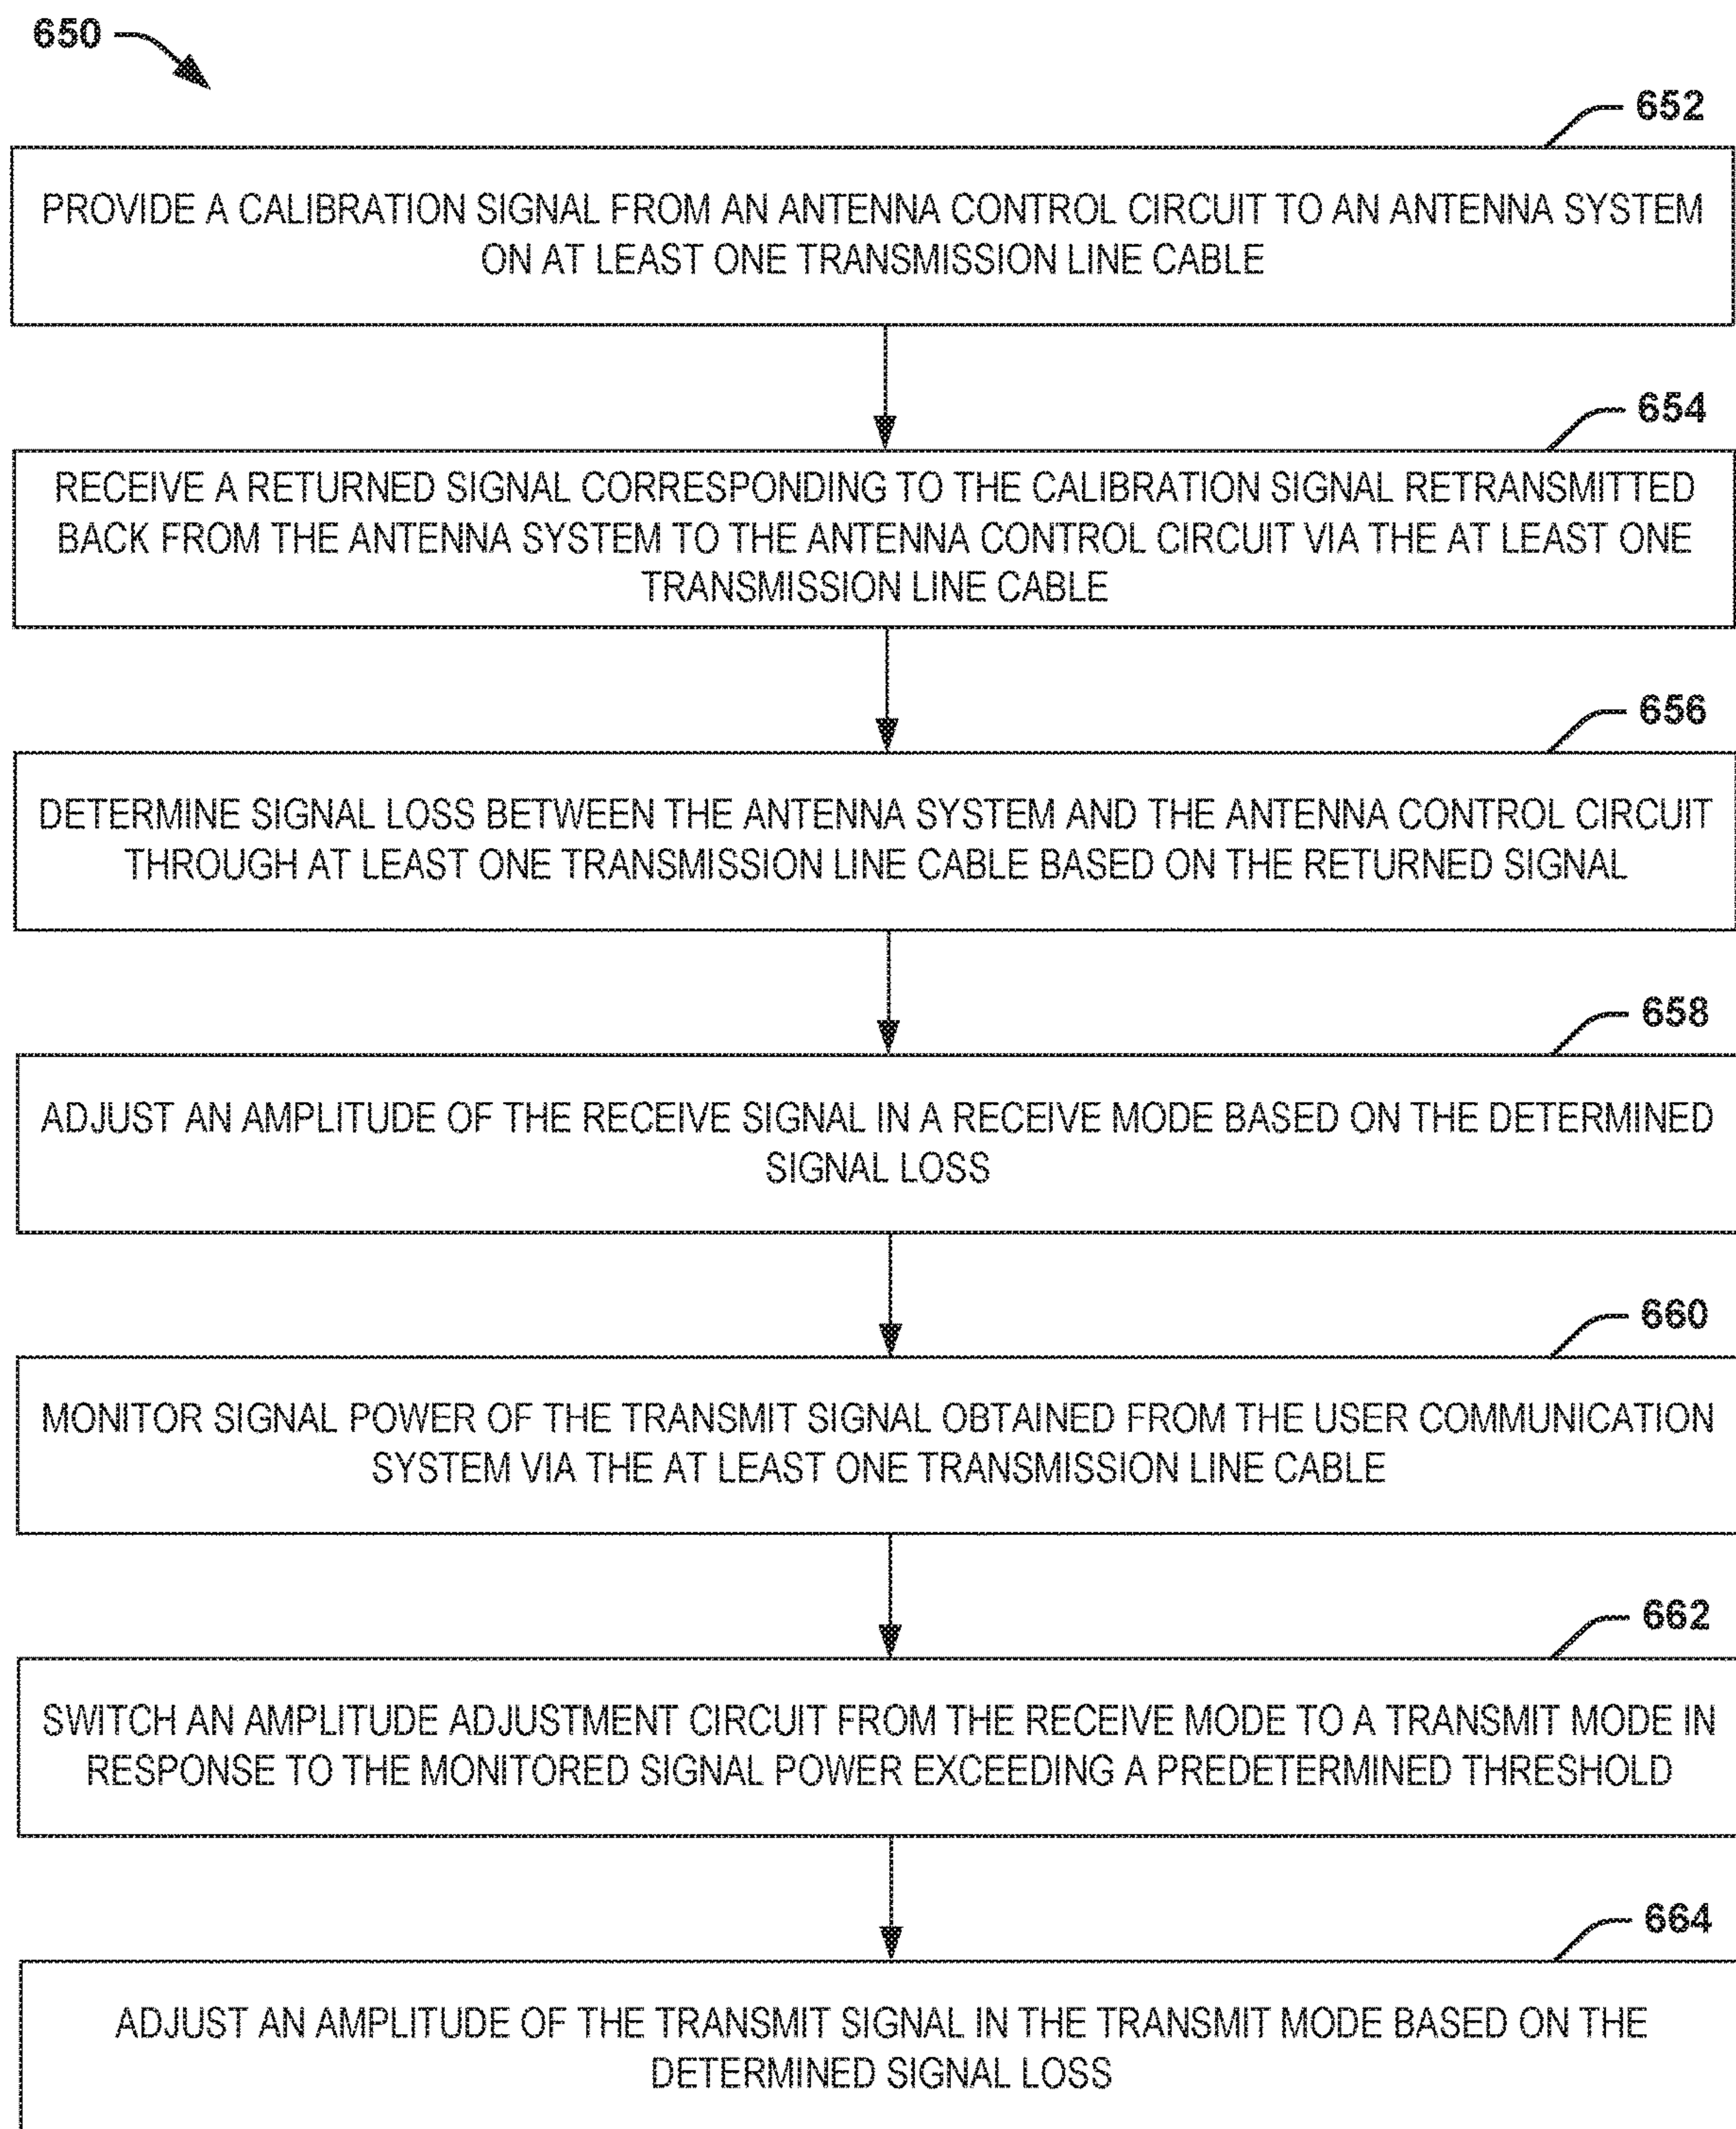 650
652
PROVIDE A CALIBRATION SIGNAL FROM AN ANTENNA CONTROL CIRCUIT TO AN ANTENNA SYSTEM
ON AT LEAST ONE TRANSMISSION LINE CABLE
654
RECEIVE A RETURNED SIGNAL CORRESPONDING TO THE CALIBRATION SIGNAL RETRANSMITTED
BACK FROM THE ANTENNA SYSTEM TO THE ANTENNA CONTROL CIRCUIT VIA THE AT LEAST ONE
TRANSMISSION LINE CABLE
656
DETERMINE SIGNAL LOSS BETWEEN THE ANTENNA SYSTEM AND THE ANTENNA CONTROL CIRCUIT
THROUGH AT LEAST ONE TRANSMISSION LINE CABLE BASED ON THE RETURNED SIGNAL
658
ADJUST AN AMPLITUDE OF THE RECEIVE SIGNAL IN A RECEIVE MODE BASED ON THE DETERMINED
SIGNAL LOSS
660
MONITOR SIGNAL POWER OF THE TRANSMIT SIGNAL OBTAINED FROM THE USER COMMUNICATION
SYSTEM VIA THE AT LEAST ONE TRANSMISSION LINE CABLE
662
SWITCH AN AMPLITUDE ADJUSTMENT CIRCUIT FROM THE RECEIVE MODE TO A TRANSMIT MODE IN
RESPONSE TO THE MONITORED SIGNAL POWER EXCEEDING A PREDETERMINED THRESHOLD
664
ADJUST AN AMPLITUDE OF THE TRANSMIT SIGNAL IN THE TRANSMIT MODE BASED ON THE
DETERMINED SIGNAL LOSS